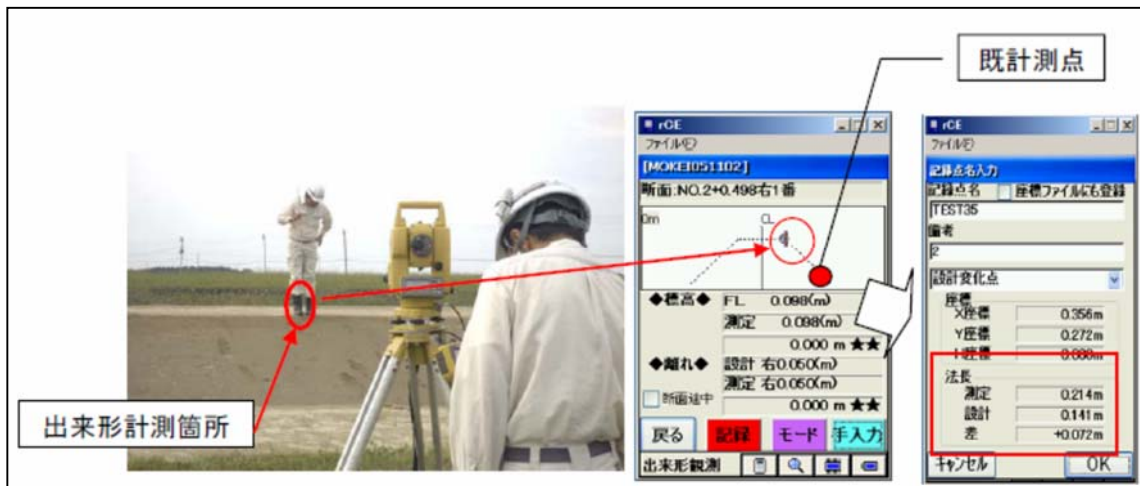 既計測点
出来形計測箇所
rCE
ファイル(F)
[MOKEI051102]
断面:NO.2+0.498右1番
0m
CL
◆標高◆ FL 0.098(m)
測定 0.098(m)
0.000 m ★★
◆離れ◆ 設計 右0.050(m)
測定 右0.050(m)
断面途中
0.000 m ★★
戻る 記録 モード 手入力
出来形観測
rCE
ファイル(F)
記録点名入力
記録点名 座標ファイルにも登録
TEST35
備考
2
設計変化点
座標
X座標 0.356m
Y座標 0.272m
法長
測定 0.214m
設計 0.141m
差 +0.072m
キャンセル OK